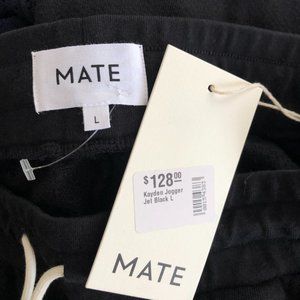 MATE
L
$128.00
Kayden Jogger
Jet Black L
MATE